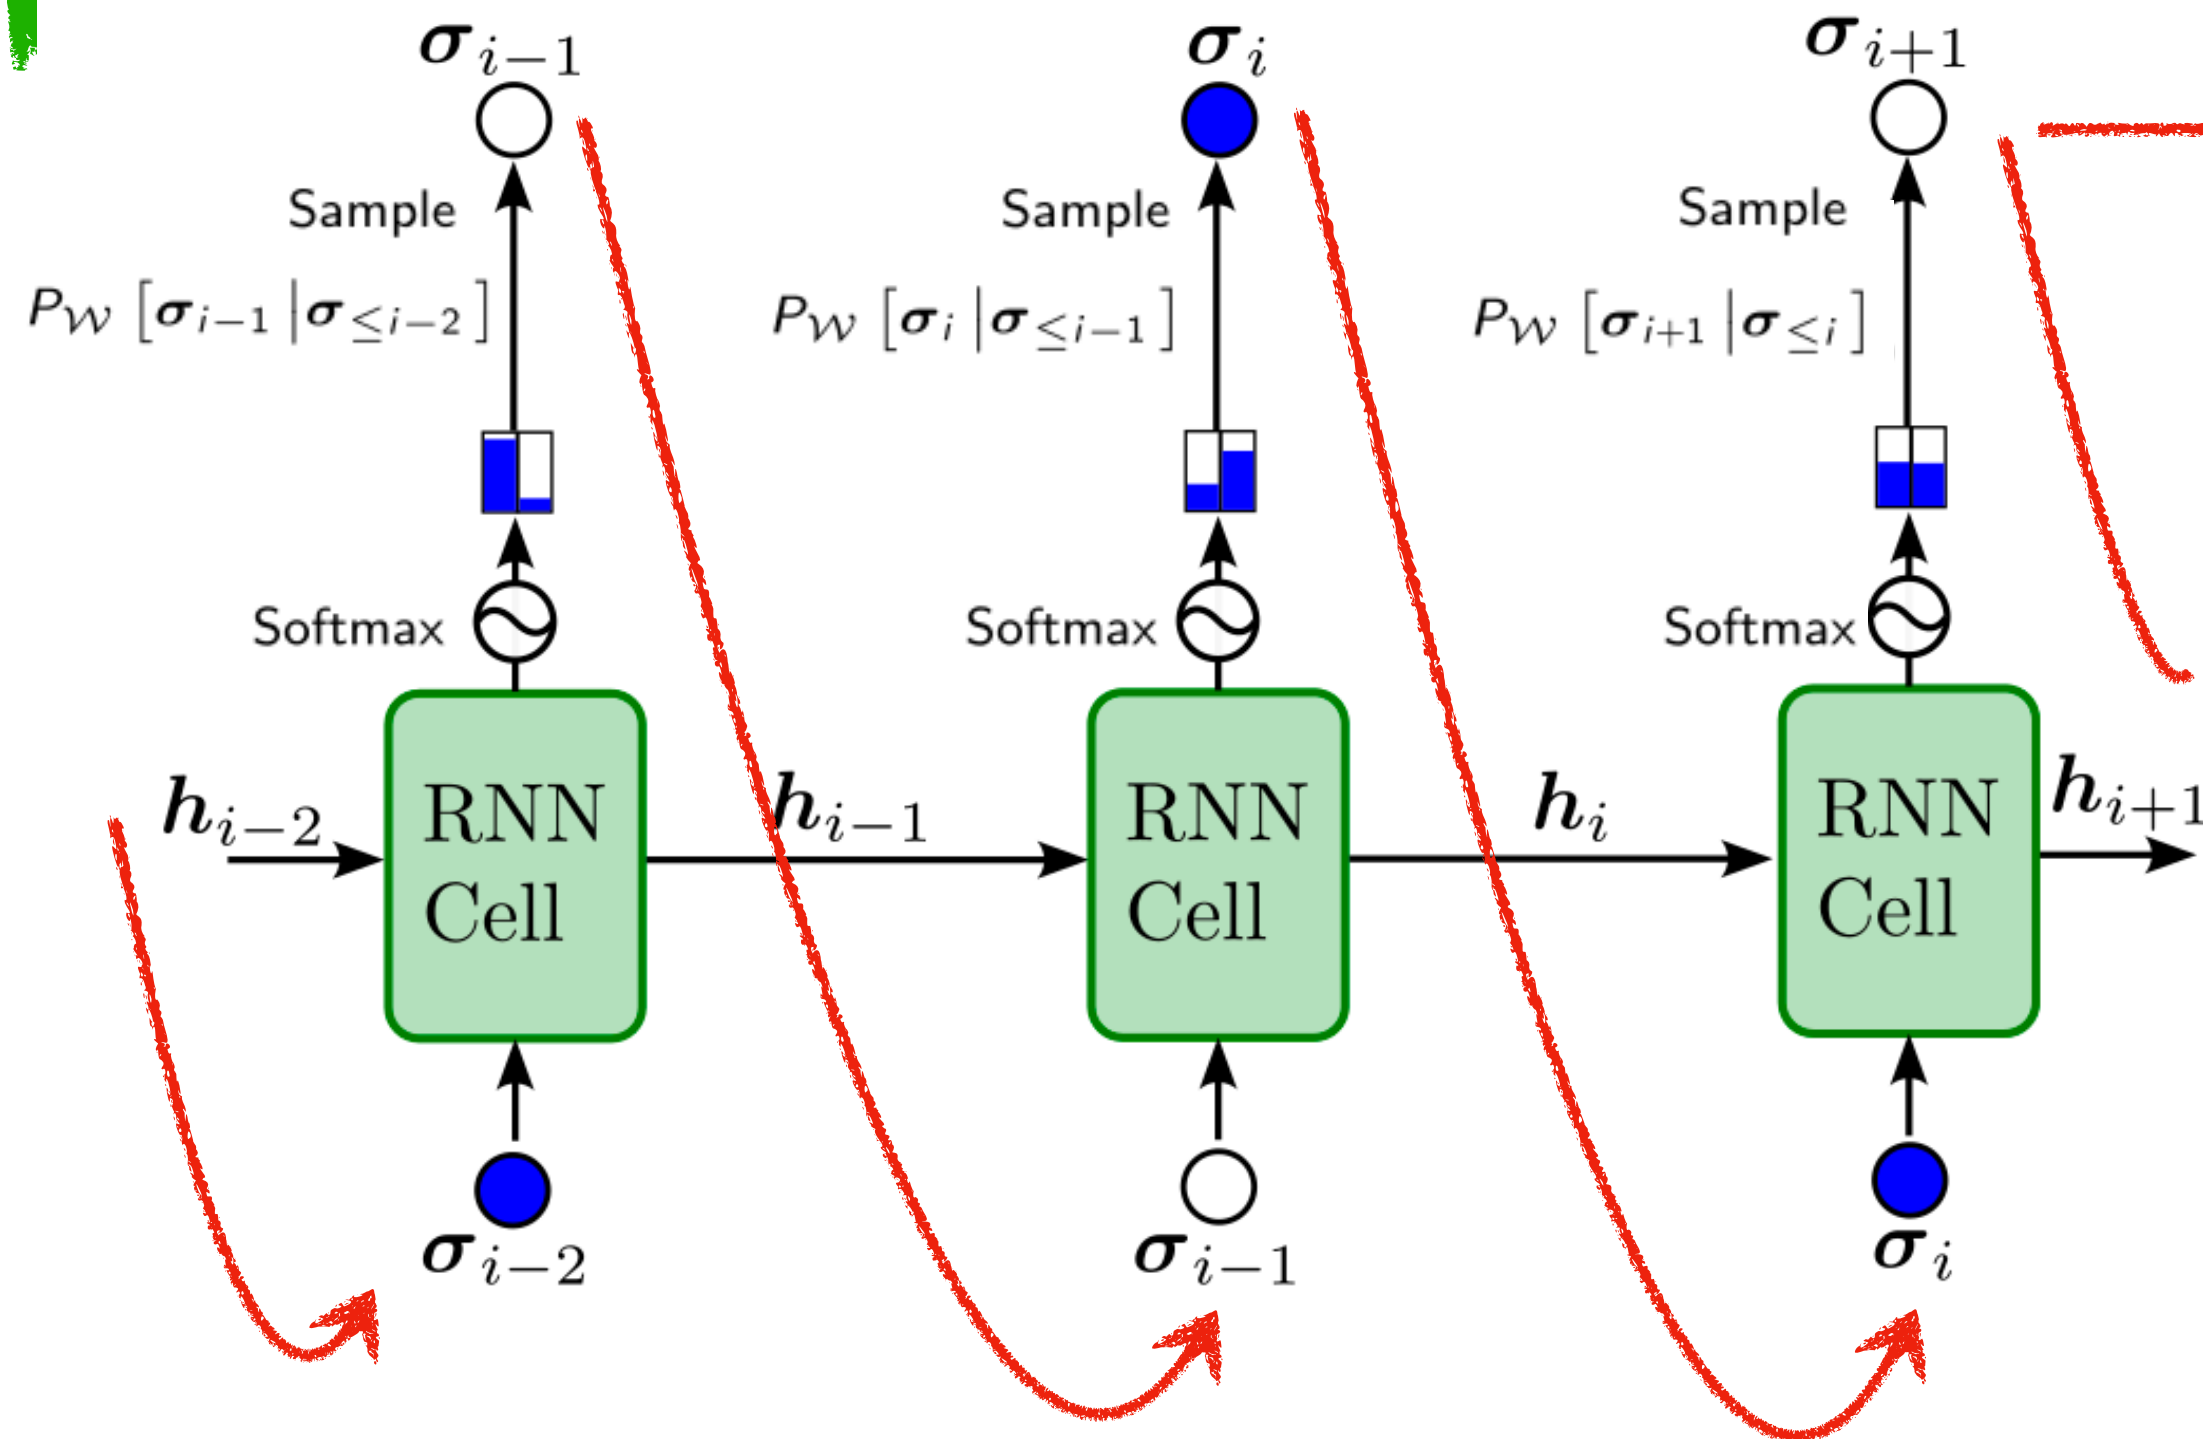 σ_{i−1}
σ_i
σ_{i+1}
Sample
Sample
Sample
P_𝒲 [σ_{i−1} | σ_{≤i−2}]
P_𝒲 [σ_i | σ_{≤i−1}]
P_𝒲 [σ_{i+1} | σ_{≤i}]
Softmax
Softmax
Softmax
h_{i−2}
RNN
Cell
h_{i−1}
RNN
Cell
h_i
RNN
Cell
h_{i+1}
σ_{i−2}
σ_{i−1}
σ_i